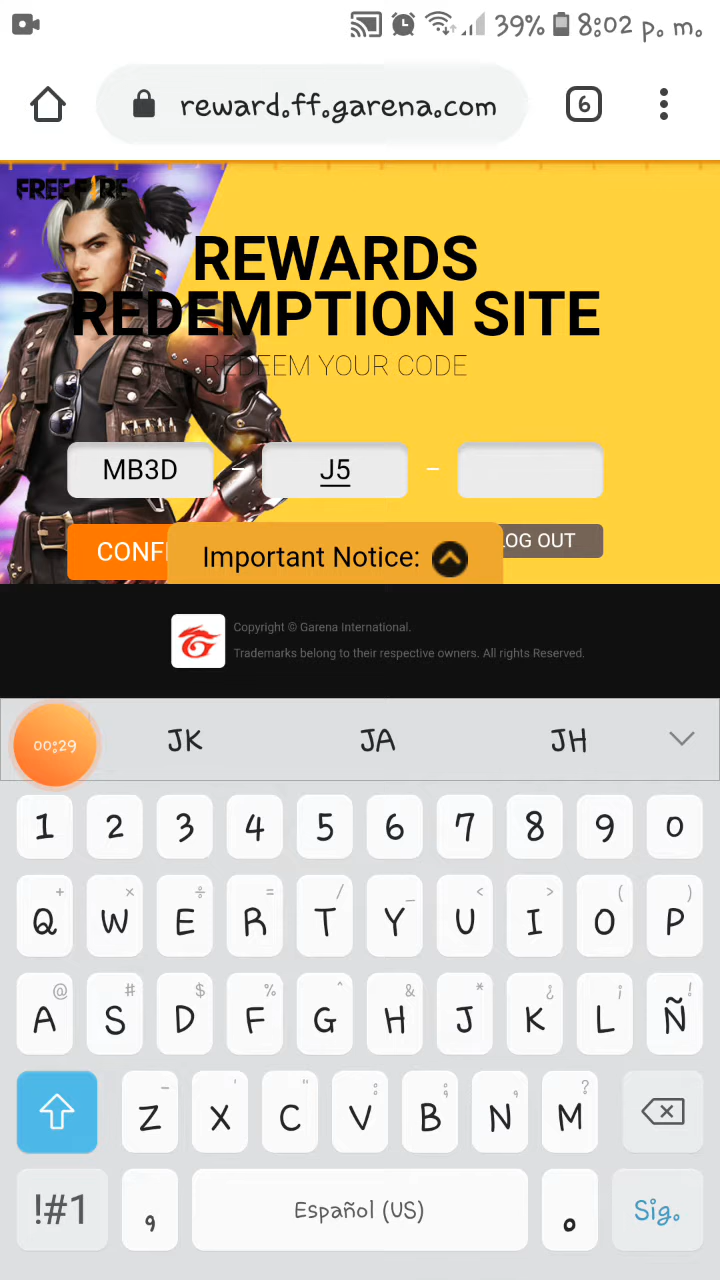 39% 8:02 p. m.
reward.ff.garena.com
6
FREE FIRE
REWARDS
REDEMPTION SITE
REDEEM YOUR CODE
MB3D – J5 –
CONFI
Important Notice:
LOG OUT
Copyright © Garena International.
Trademarks belong to their respective owners. All rights Reserved.
00:29
JK JA JH
1 2 3 4 5 6 7 8 9 0
+ × ÷ = / _ < > ( )
Q W E R T Y U I O P
@ # $ % ^ & * ¿ ¡ !
A S D F G H J K L Ñ
- ' " : ; , ?
Z X C V B N M
!#1 , Español (US) . Sig.